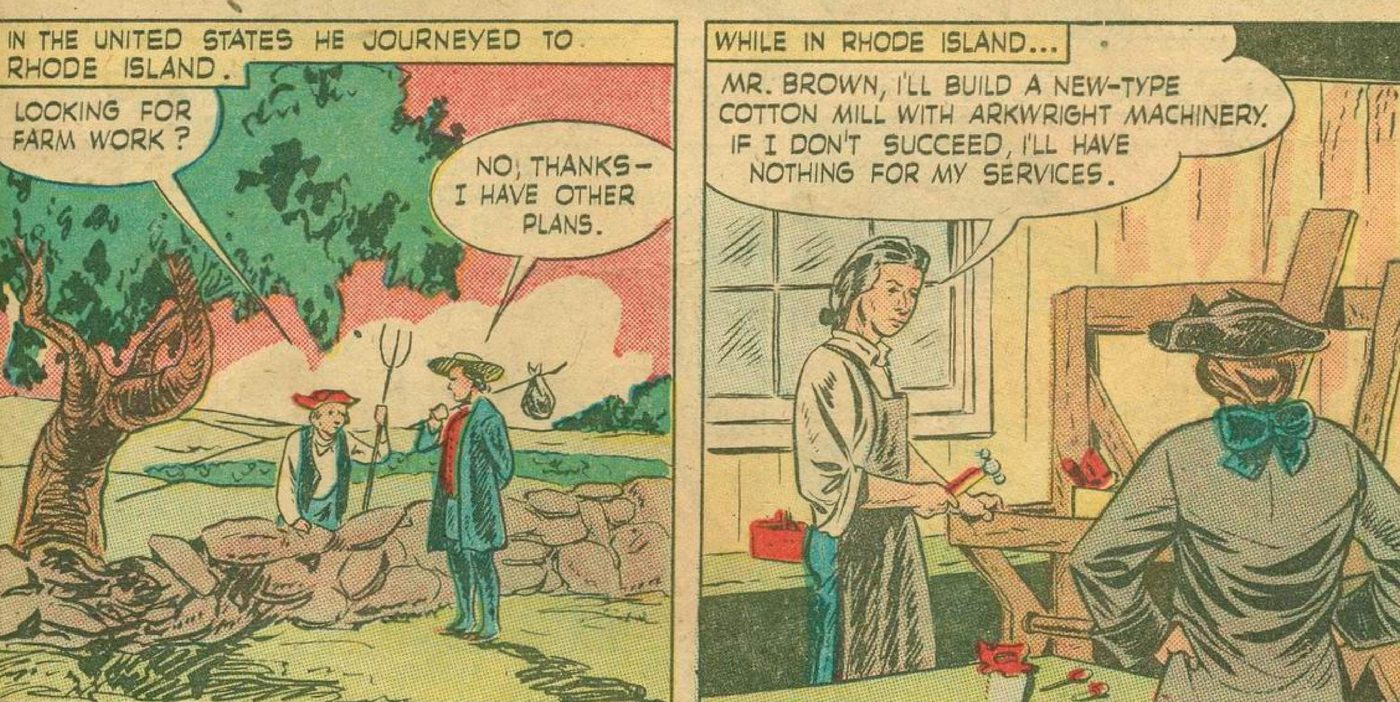 IN THE UNITED STATES HE JOURNEYED TO
RHODE ISLAND.
LOOKING FOR
FARM WORK?
NO, THANKS—
I HAVE OTHER
PLANS.
WHILE IN RHODE ISLAND...
MR. BROWN, I'LL BUILD A NEW-TYPE
COTTON MILL WITH ARKWRIGHT MACHINERY.
IF I DON'T SUCCEED, I'LL HAVE
NOTHING FOR MY SERVICES.